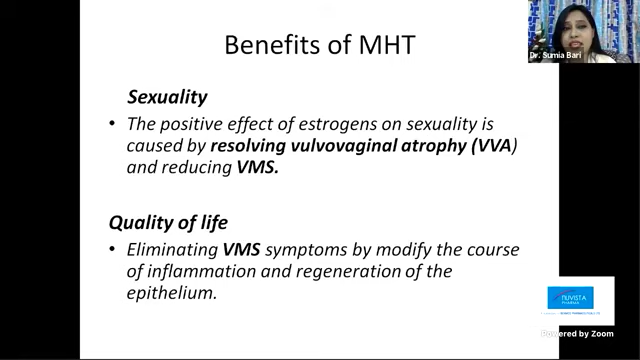 Benefits of MHT
Dr. Sumia Bari
Sexuality
• The positive effect of estrogens on sexuality is
caused by resolving vulvovaginal atrophy (VVA)
and reducing VMS.
Quality of life
• Eliminating VMS symptoms by modify the course
of inflammation and regeneration of the
epithelium.
NUVISTA
PHARMA
Powered by Zoom